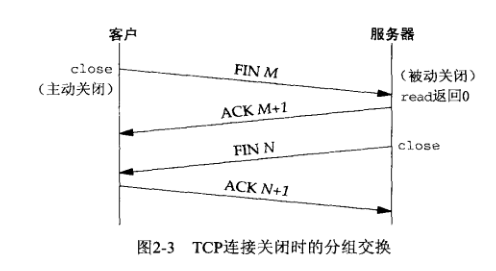 客户
服务器
close
（主动关闭）
FIN M
（被动关闭）
read返回0
ACK M+1
FIN N
close
ACK N+1
图2-3 TCP连接关闭时的分组交换